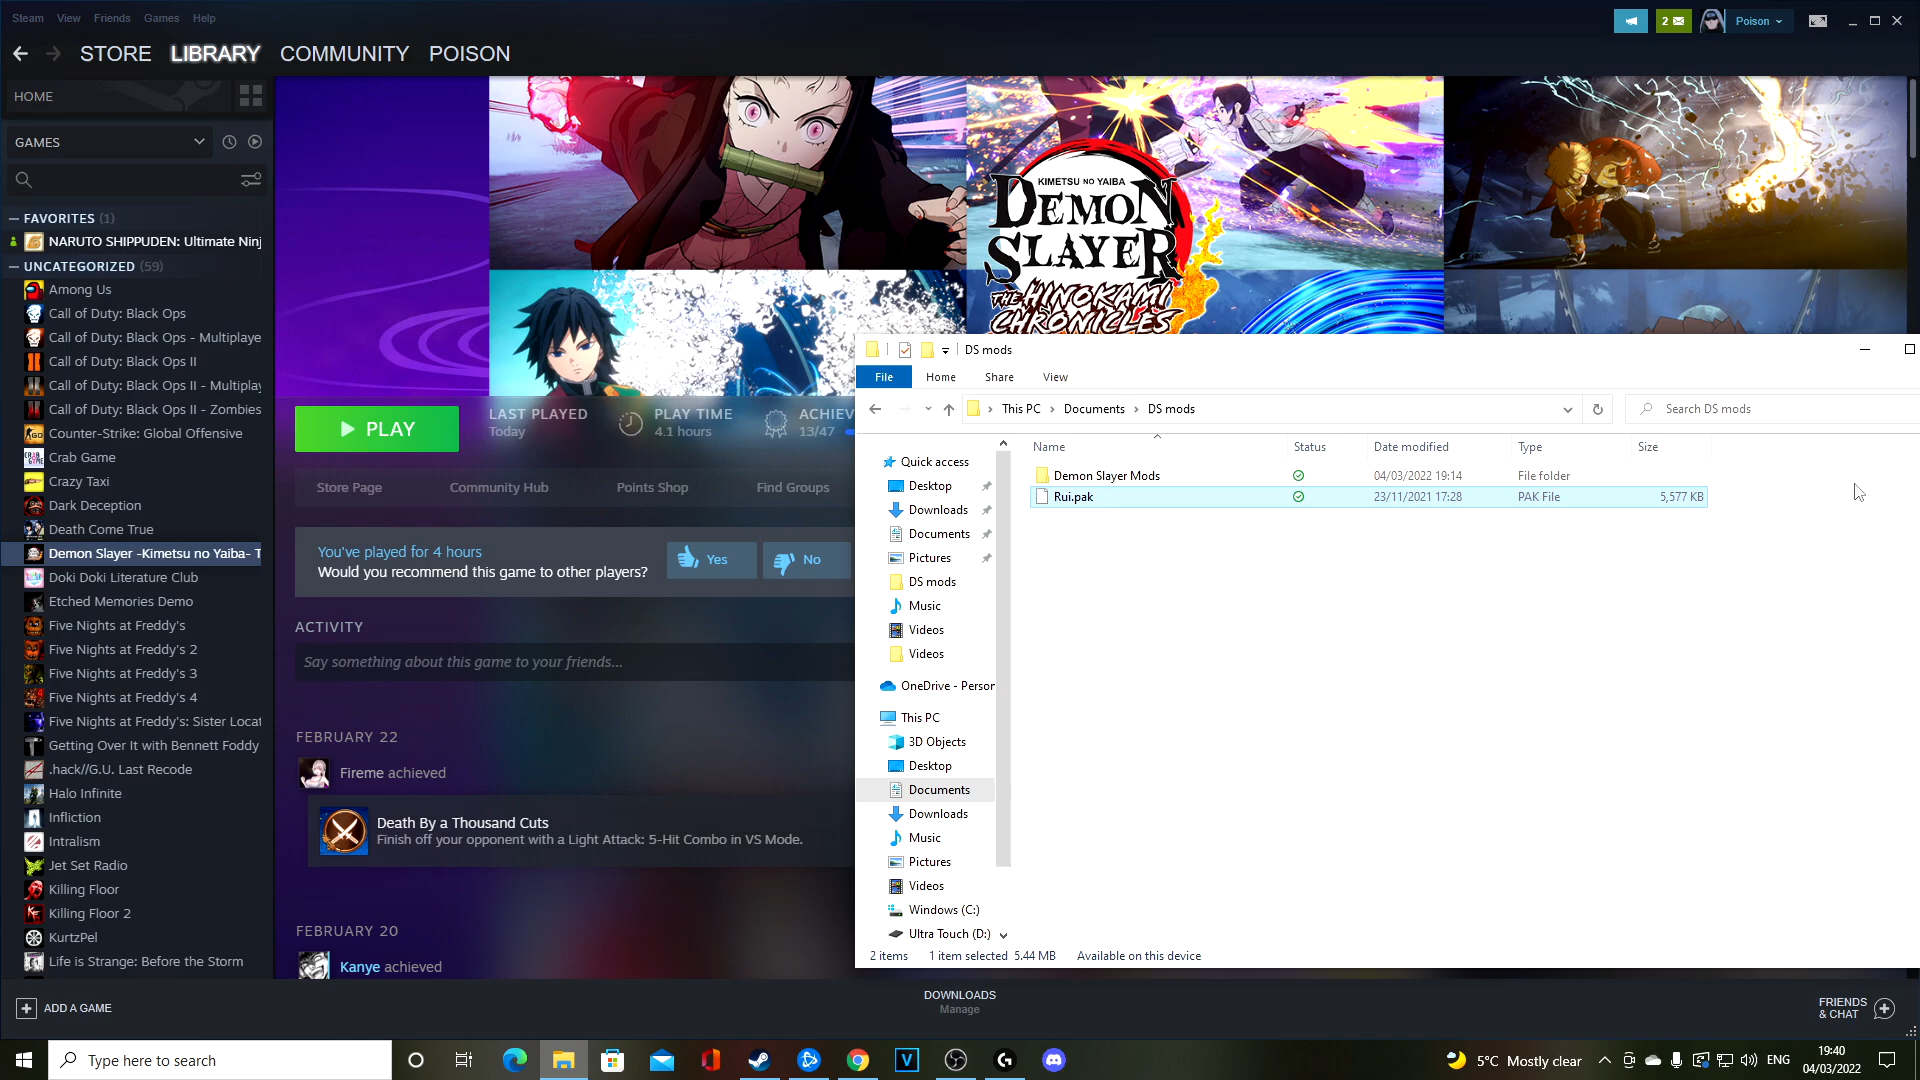 Steam View Friends Games Help
2 Poison
STORE LIBRARY COMMUNITY POISON
HOME
GAMES
FAVORITES (1)
NARUTO SHIPPUDEN: Ultimate Ninj
UNCATEGORIZED (59)
Among Us
Call of Duty: Black Ops
Call of Duty: Black Ops - Multiplaye
Call of Duty: Black Ops II
Call of Duty: Black Ops II - Multiplay
Call of Duty: Black Ops II - Zombies
Counter-Strike: Global Offensive
Crab Game
Crazy Taxi
Dark Deception
Death Come True
Demon Slayer -Kimetsu no Yaiba- T
Doki Doki Literature Club
Etched Memories Demo
Five Nights at Freddy's
Five Nights at Freddy's 2
Five Nights at Freddy's 3
Five Nights at Freddy's 4
Five Nights at Freddy's: Sister Locat
Getting Over It with Bennett Foddy
.hack//G.U. Last Recode
Halo Infinite
Infliction
Intralism
Jet Set Radio
Killing Floor
Killing Floor 2
KurtzPel
Life is Strange: Before the Storm
ADD A GAME
KIMETSU NO YAIBA
DEMON
SLAYER
THE HINOKAMI
CHRONICLES
PLAY
LAST PLAYED
Today
PLAY TIME
4.1 hours
ACHIEV
13/47
Store Page Community Hub Points Shop Find Groups
You've played for 4 hours
Would you recommend this game to other players?
Yes No
ACTIVITY
Say something about this game to your friends...
FEBRUARY 22
Fireme achieved
Death By a Thousand Cuts
Finish off your opponent with a Light Attack: 5-Hit Combo in VS Mode.
FEBRUARY 20
Kanye achieved
DS mods
File Home Share View
This PC Documents DS mods
Search DS mods
Name Status Date modified Type Size
Demon Slayer Mods 04/03/2022 19:14 File folder
Rui.pak 23/11/2021 17:28 PAK File 5,577 KB
Quick access
Desktop
Downloads
Documents
Pictures
DS mods
Music
Videos
Videos
OneDrive - Person
This PC
3D Objects
Desktop
Documents
Downloads
Music
Pictures
Videos
Windows (C:)
Ultra Touch (D:)
2 items 1 item selected 5.44 MB Available on this device
DOWNLOADS
Manage
FRIENDS
& CHAT
Type here to search
5°C Mostly clear
ENG
19:40
04/03/2022